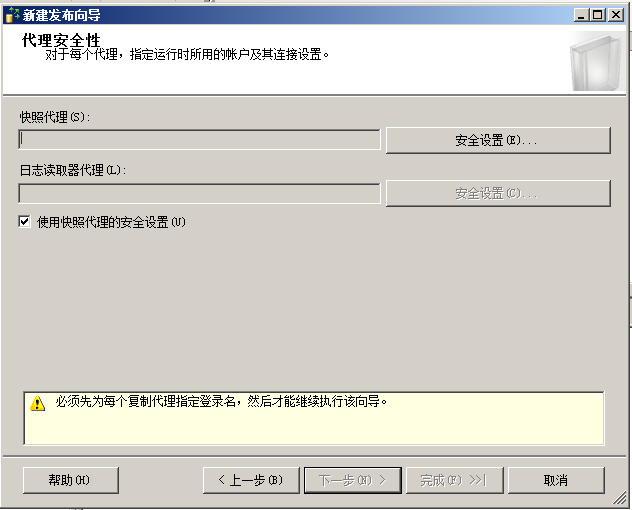 新建发布向导
代理安全性
对于每个代理，指定运行时所用的帐户及其连接设置。
快照代理(S):
安全设置(E)...
日志读取器代理(L):
安全设置(C)...
使用快照代理的安全设置(U)
必须先为每个复制代理指定登录名，然后才能继续执行该向导。
帮助(H)
< 上一步(B)
下一步(N) >
完成(F) >>|
取消